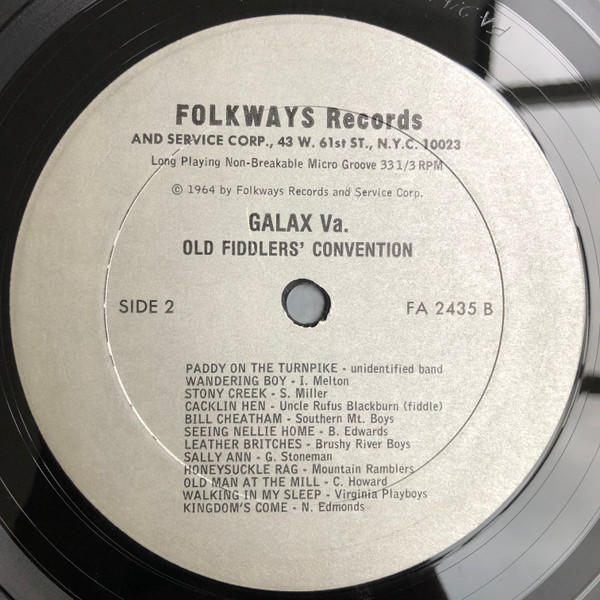 FOLKWAYS Records
AND SERVICE CORP., 43 W. 61st ST., N.Y.C. 10023
Long Playing Non-Breakable Micro Groove 33 1/3 RPM
© 1964 by Folkways Records and Service Corp.
GALAX Va.
OLD FIDDLERS' CONVENTION
SIDE 2
FA 2435 B
PADDY ON THE TURNPIKE - unidentified band
WANDERING BOY - I. Melton
STONY CREEK - S. Miller
CACKLIN HEN - Uncle Rufus Blackburn (fiddle)
BILL CHEATHAM - Southern Mt. Boys
SEEING NELLIE HOME - B. Edwards
LEATHER BRITCHES - Brushy River Boys
SALLY ANN - G. Stoneman
HONEYSUCKLE RAG - Mountain Ramblers
OLD MAN AT THE MILL - C. Howard
WALKING IN MY SLEEP - Virginia Playboys
KINGDOM'S COME - N. Edmonds